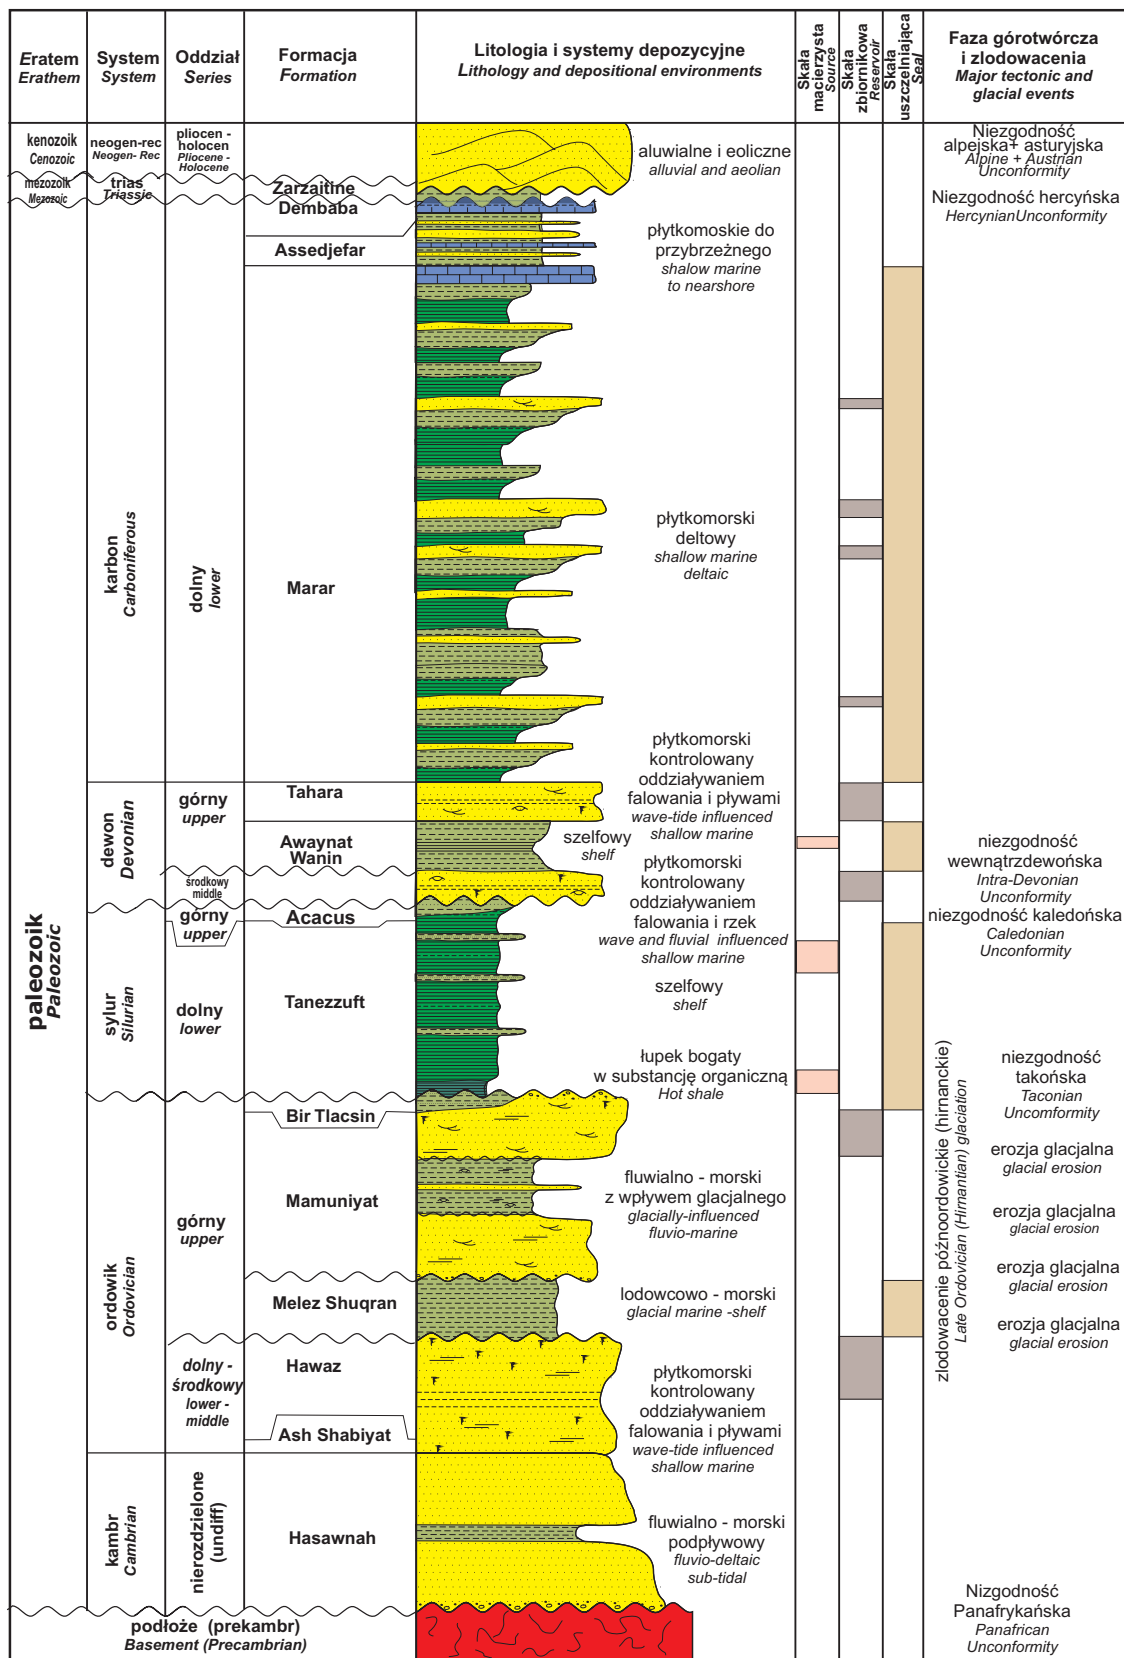 Eratem
Erathem
System
System
Oddział
Series
Formacja
Formation
Litologia i systemy depozycyjne
Lithology and depositional environments
Skała
macierzysta
Source
Skała
zbiornikowa
Reservoir
Skała
uszczelniająca
Seal
Faza górotwórcza
i zlodowacenia
Major tectonic and
glacial events
kenozoik
Cenozoic
neogen-rec
Neogen- Rec
pliocen -
holocen
Pliocene -
Holocene
aluwialne i eoliczne
alluvial and aeolian
Niezgodność
alpejska+ asturyjska
Alpine + Austrian
Unconformity
mezozoik
Mezozoic
trias
Triassic
Zarzaitine
Niezgodność hercyńska
HercynianUnconformity
Dembaba
Assedjefar
płytkomoskie do
przybrzeżnego
shalow marine
to nearshore
karbon
Carboniferous
dolny
lower
Marar
płytkomorski
deltowy
shallow marine
deltaic
płytkomorski
kontrolowany
oddziaływaniem
falowania i pływami
wave-tide influenced
shallow marine
paleozoik
Paleozoic
dewon
Devonian
górny
upper
Tahara
Awaynat
Wanin
szelfowy
shelf
środkowy
middle
płytkomorski
kontrolowany
oddziaływaniem
falowania i rzek
wave and fluvial influenced
shallow marine
niezgodność
wewnątrzdewońska
Intra-Devonian
Unconformity
niezgodność kaledońska
Caledonian
Unconformity
sylur
Silurian
górny
upper
Acacus
dolny
lower
Tanezzuft
szelfowy
shelf
łupek bogaty
w substancję organiczną
Hot shale
niezgodność
takońska
Taconian
Uncomformity
ordowik
Ordovician
górny
upper
Bir Tlacsin
Mamuniyat
fluwialno - morski
z wpływem glacjalnego
glacially-influenced
fluvio-marine
Melez Shuqran
lodowcowo - morski
glacial marine -shelf
zlodowacenie późnoordowickie (hirnanckie)
Late Ordovician (Hirnantian) glaciation
erozja glacjalna
glacial erosion
erozja glacjalna
glacial erosion
erozja glacjalna
glacial erosion
erozja glacjalna
glacial erosion
dolny -
środkowy
lower -
middle
Hawaz
Ash Shabiyat
płytkomorski
kontrolowany
oddziaływaniem
falowania i pływami
wave-tide influenced
shallow marine
kambr
Cambrian
nierozdzielone
(undiff)
Hasawnah
fluwialno - morski
podpływowy
fluvio-deltaic
sub-tidal
podłoże (prekambr)
Basement (Precambrian)
Nizgodność
Panafrykańska
Panafrican
Unconformity